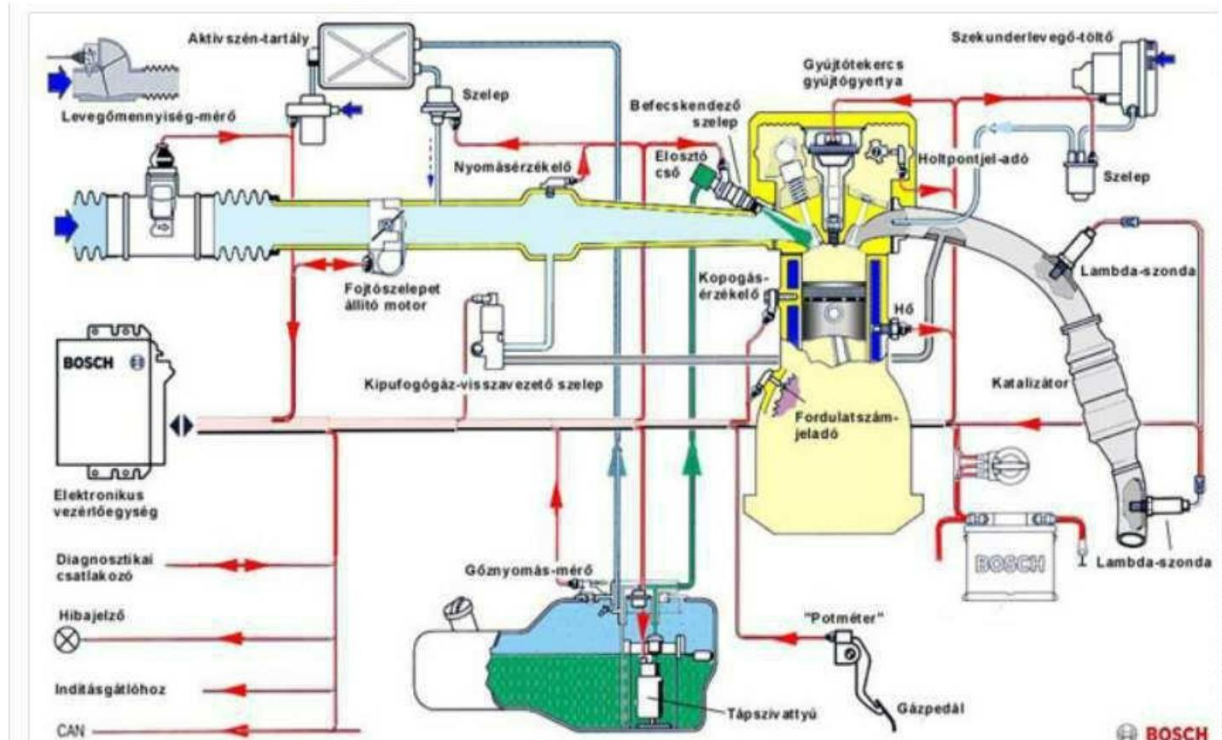 Aktívszén-tartály
Levegőmennyiség-mérő
Szelep
Nyomásérzékelő
Befecskendező
szelep
Elosztó
cső
Gyújtótekercs
gyújtógyertya
Szekunderlevegő-töltő
Holtpontjel-adó
Szelep
Lambda-szonda
Fojtószelepet
állító motor
Kopogás-
érzékelő
Hő
Katalizátor
BOSCH
Kipufogógáz-visszavezető szelep
Fordulatszám-
jeladó
Elektronikus
vezérlőegység
Diagnosztikai
csatlakozó
Gőznyomás-mérő
BOSCH
Lambda-szonda
Hibajelző
"Potméter"
Indításgátlóhoz
Tápszivattyú
Gázpedál
CAN
BOSCH